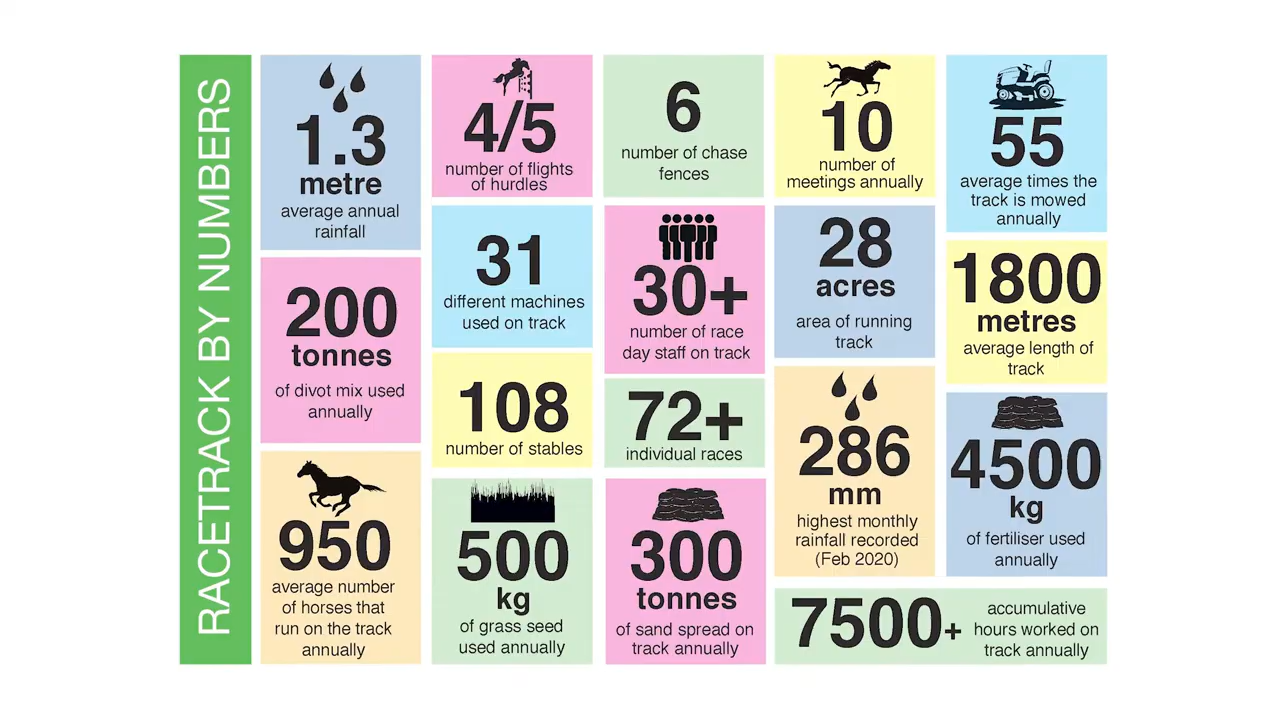 RACETRACK BY NUMBERS
1.3
metre
average annual
rainfall
200
tonnes
of divot mix used
annually
950
average number
of horses that
run on the track
annually
4/5
number of flights
of hurdles
31
different machines
used on track
108
number of stables
500
kg
of grass seed
used annually
6
number of chase
fences
30+
number of race
day staff on track
72+
individual races
300
tonnes
of sand spread on
track annually
10
number of
meetings annually
28
acres
area of running
track
286
mm
highest monthly
rainfall recorded
(Feb 2020)
55
average times the
track is mowed
annually
1800
metres
average length of
track
4500
kg
of fertiliser used
annually
7500+
accumulative
hours worked on
track annually